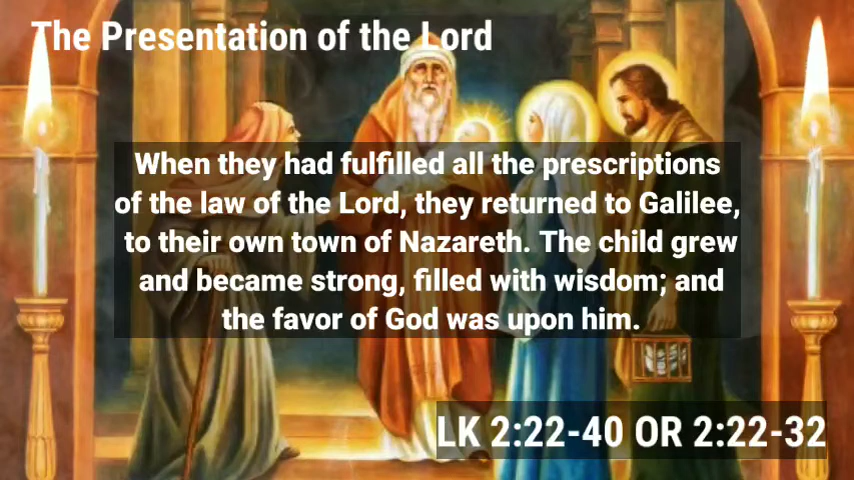 The Presentation of the Lord
When they had fulfilled all the prescriptions
of the law of the Lord, they returned to Galilee,
to their own town of Nazareth. The child grew
and became strong, filled with wisdom; and
the favor of God was upon him.
LK 2:22-40 OR 2:22-32